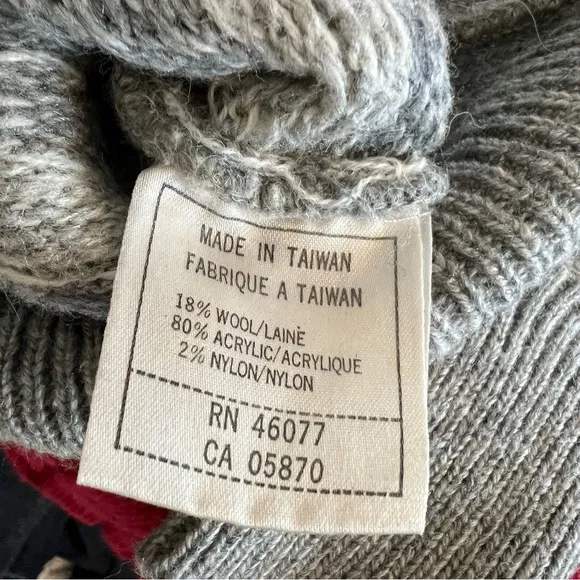 MADE IN TAIWAN
FABRIQUE A TAIWAN
18% WOOL/LAINE
80% ACRYLIC/ACRYLIQUE
2% NYLON/NYLON
RN 46077
CA 05870